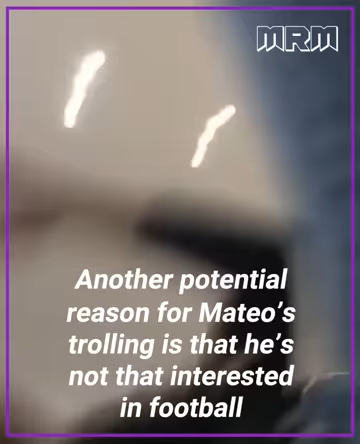 MRM
Another potential
reason for Mateo's
trolling is that he's
not that interested
in football